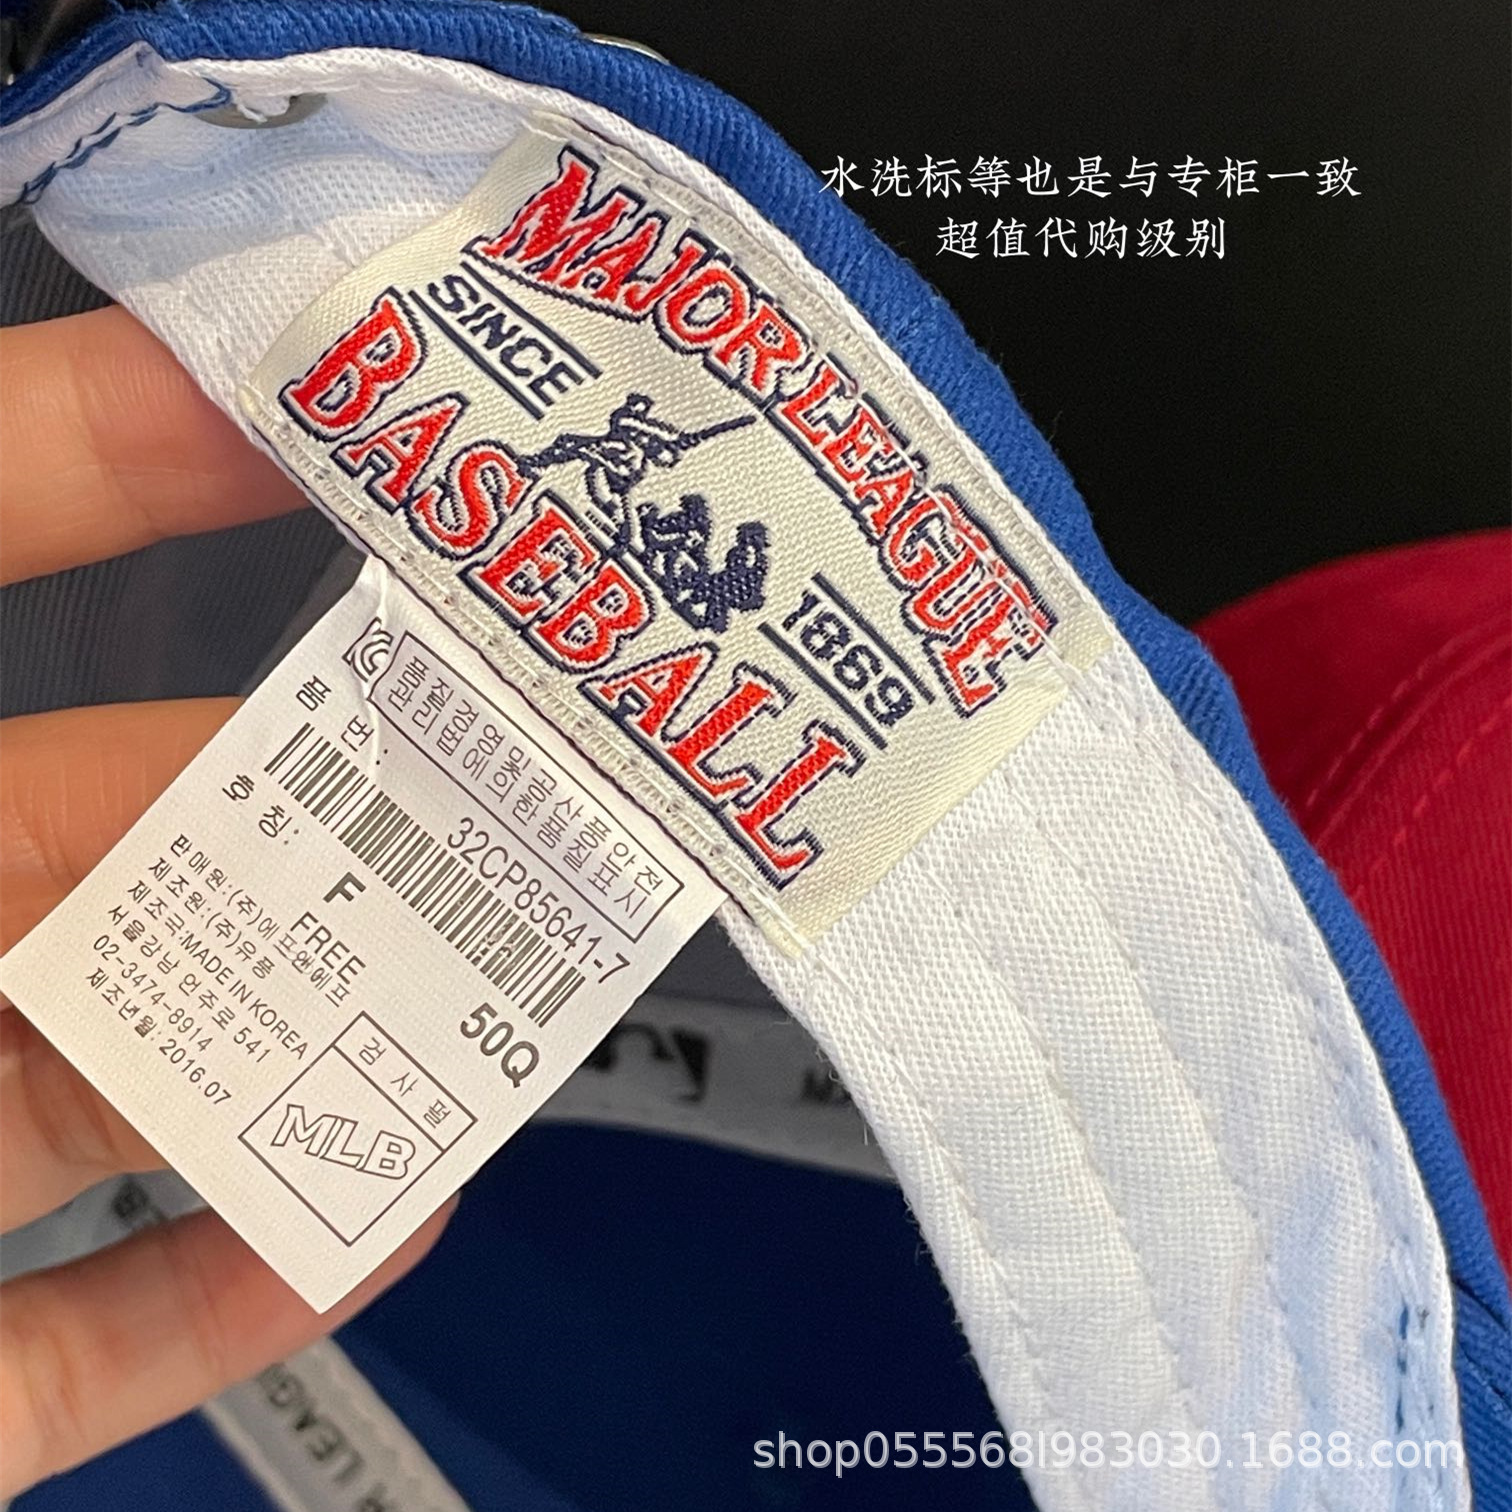 水洗标等也是与专柜一致
超值代购级别
MAJOR LEAGUE
SINCE
1869
BASEBALL
품질경영및공산품안전
관리법에의한품질표시
품 번:
32CP85641-7
호 칭:
F
50Q
FREE
판매원:(주)에프앤에프
제조원:(주)유풍
제조국:MADE IN KOREA
서울강남 언주로 541
02-3474-8914
제조년월: 2016.07
검 사 필
MLB
R LEAG
shop055568l983030.1688.com